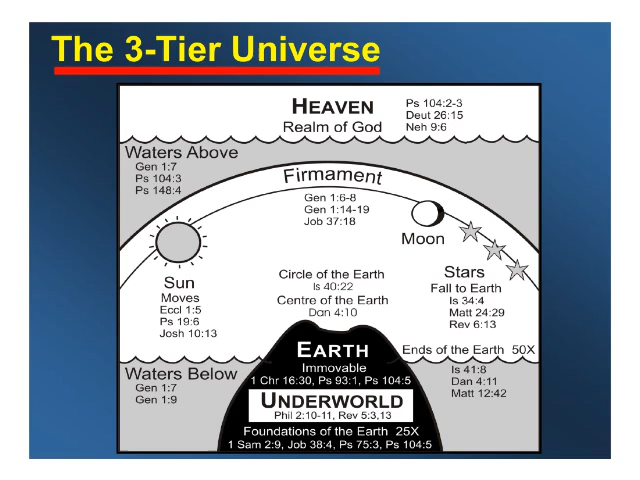 The 3-Tier Universe
HEAVEN
Realm of God
Ps 104:2-3
Deut 26:15
Neh 9:6
Waters Above
Gen 1:7
Ps 104:3
Ps 148:4
Firmament
Gen 1:6-8
Gen 1:14-19
Job 37:18
Moon
Sun
Moves
Eccl 1:5
Ps 19:6
Josh 10:13
Circle of the Earth
Is 40:22
Centre of the Earth
Dan 4:10
Stars
Fall to Earth
Is 34:4
Matt 24:29
Rev 6:13
EARTH
Immovable
1 Chr 16:30, Ps 93:1, Ps 104:5
Ends of the Earth 50X
Is 41:8
Dan 4:11
Matt 12:42
Waters Below
Gen 1:7
Gen 1:9
UNDERWORLD
Phil 2:10-11, Rev 5:3,13
Foundations of the Earth 25X
1 Sam 2:9, Job 38:4, Ps 75:3, Ps 104:5